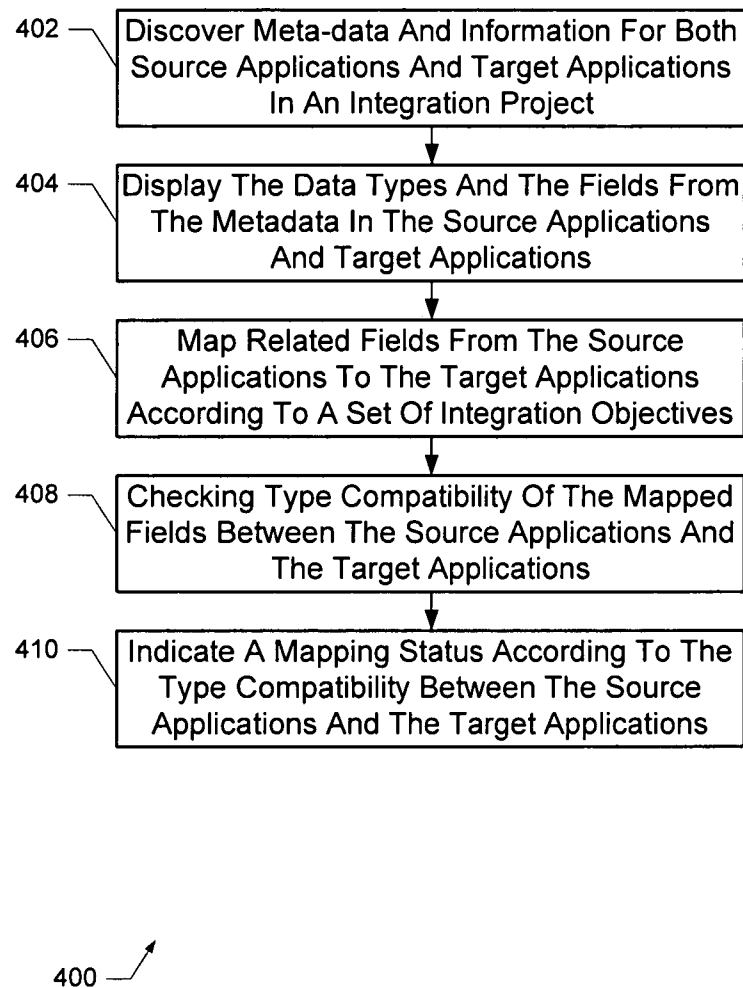 402
Discover Meta-data And Information For Both
Source Applications And Target Applications
In An Integration Project
404
Display The Data Types And The Fields From
The Metadata In The Source Applications
And Target Applications
406
Map Related Fields From The Source
Applications To The Target Applications
According To A Set Of Integration Objectives
408
Checking Type Compatibility Of The Mapped
Fields Between The Source Applications And
The Target Applications
410
Indicate A Mapping Status According To The
Type Compatibility Between The Source
Applications And The Target Applications
400